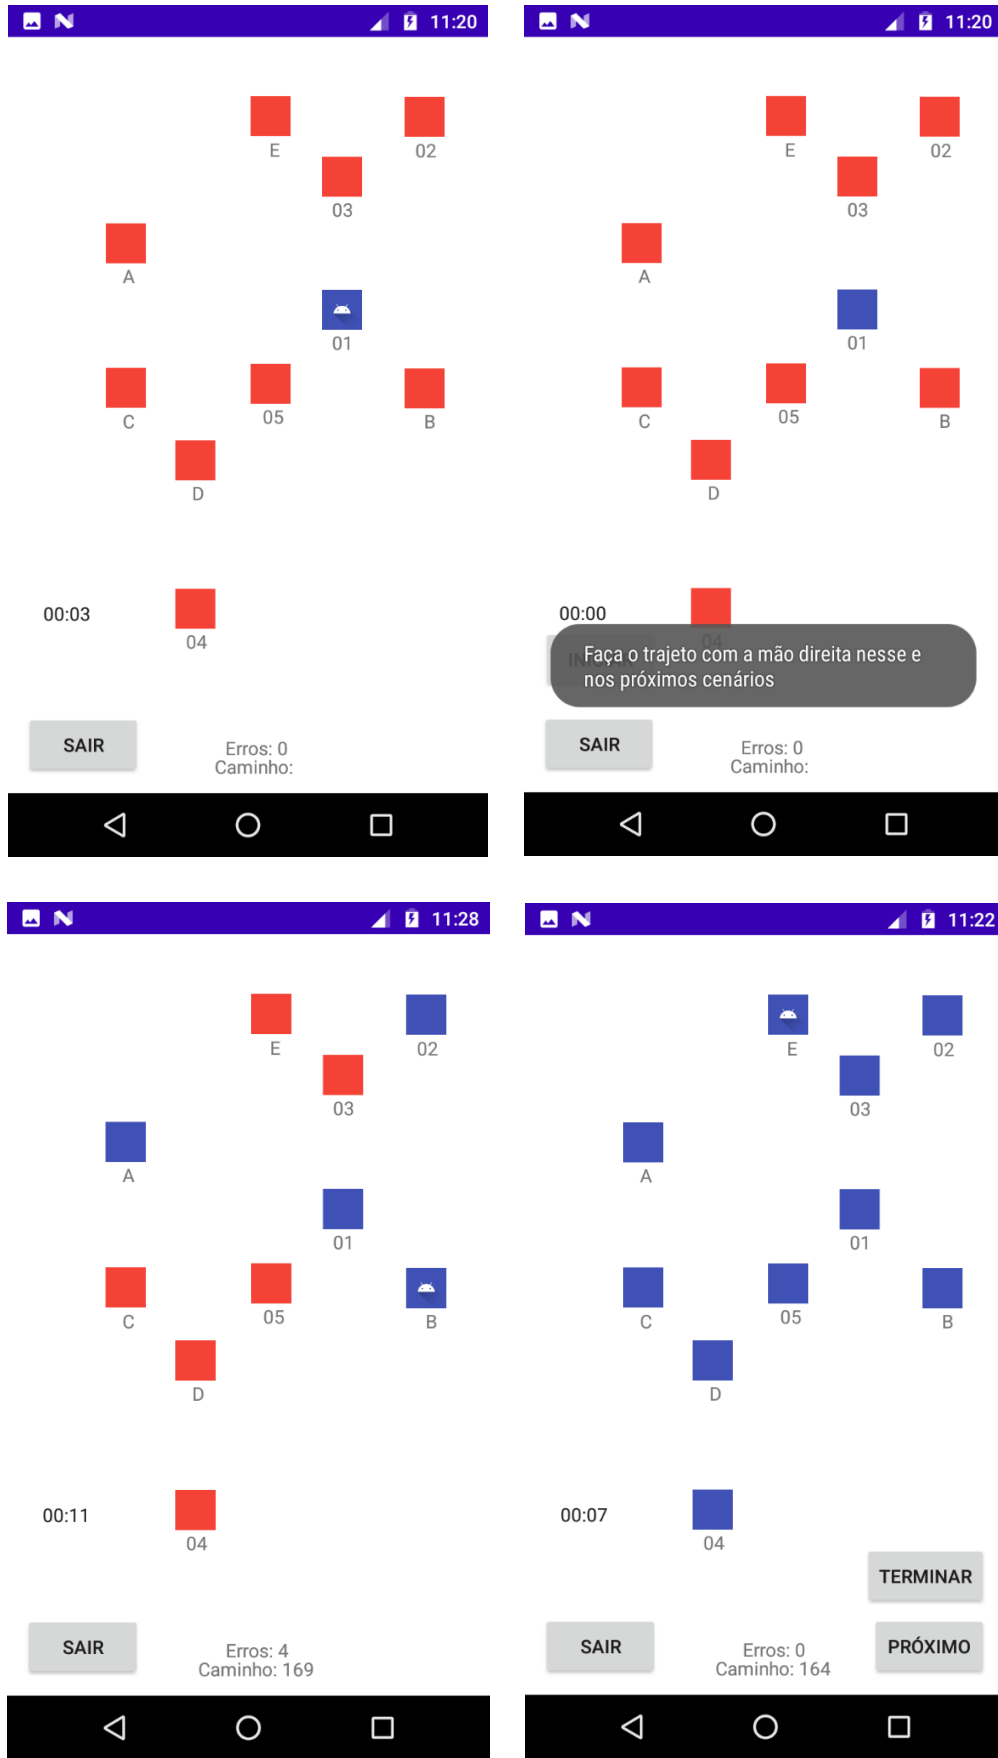 11:20
E
02
03
A
01
C
05
B
D
00:03
04
SAIR
Erros: 0
Caminho:
11:20
E
02
03
A
01
C
05
B
D
00:00
04
INICIAR
Faça o trajeto com a mão direita nesse e
nos próximos cenários
SAIR
Erros: 0
Caminho:
11:28
E
02
03
A
01
C
05
B
D
00:11
04
SAIR
Erros: 4
Caminho: 169
11:22
E
02
03
A
01
C
05
B
D
00:07
04
TERMINAR
SAIR
Erros: 0
Caminho: 164
PRÓXIMO